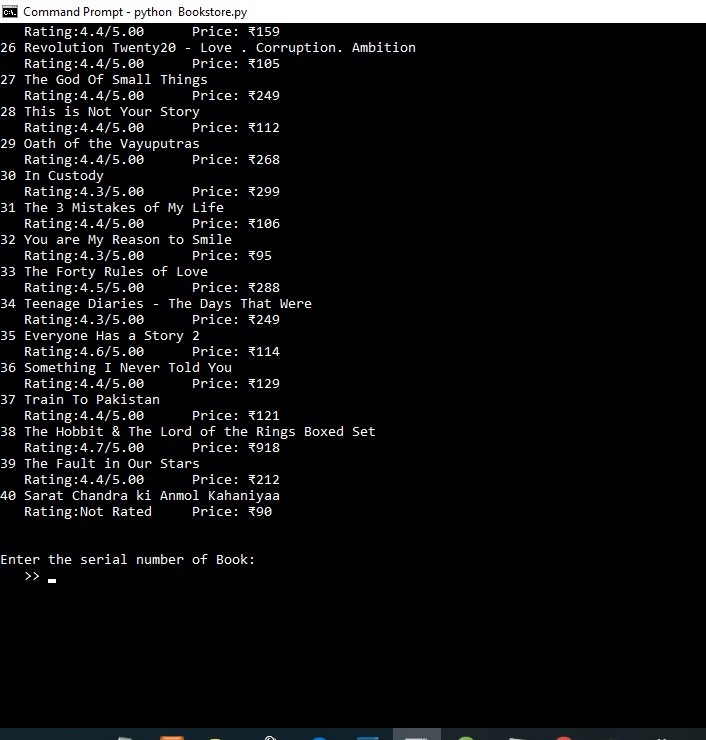 Command Prompt - python  Bookstore.py
   Rating:4.4/5.00      Price: ₹159
26 Revolution Twenty20 - Love . Corruption. Ambition
   Rating:4.4/5.00      Price: ₹105
27 The God Of Small Things
   Rating:4.4/5.00      Price: ₹249
28 This is Not Your Story
   Rating:4.4/5.00      Price: ₹112
29 Oath of the Vayuputras
   Rating:4.4/5.00      Price: ₹268
30 In Custody
   Rating:4.3/5.00      Price: ₹299
31 The 3 Mistakes of My Life
   Rating:4.4/5.00      Price: ₹106
32 You are My Reason to Smile
   Rating:4.3/5.00      Price: ₹95
33 The Forty Rules of Love
   Rating:4.5/5.00      Price: ₹288
34 Teenage Diaries - The Days That Were
   Rating:4.3/5.00      Price: ₹249
35 Everyone Has a Story 2
   Rating:4.6/5.00      Price: ₹114
36 Something I Never Told You
   Rating:4.4/5.00      Price: ₹129
37 Train To Pakistan
   Rating:4.4/5.00      Price: ₹121
38 The Hobbit & The Lord of the Rings Boxed Set
   Rating:4.7/5.00      Price: ₹918
39 The Fault in Our Stars
   Rating:4.4/5.00      Price: ₹212
40 Sarat Chandra ki Anmol Kahaniyaa
   Rating:Not Rated     Price: ₹90
Enter the serial number of Book:
   >>